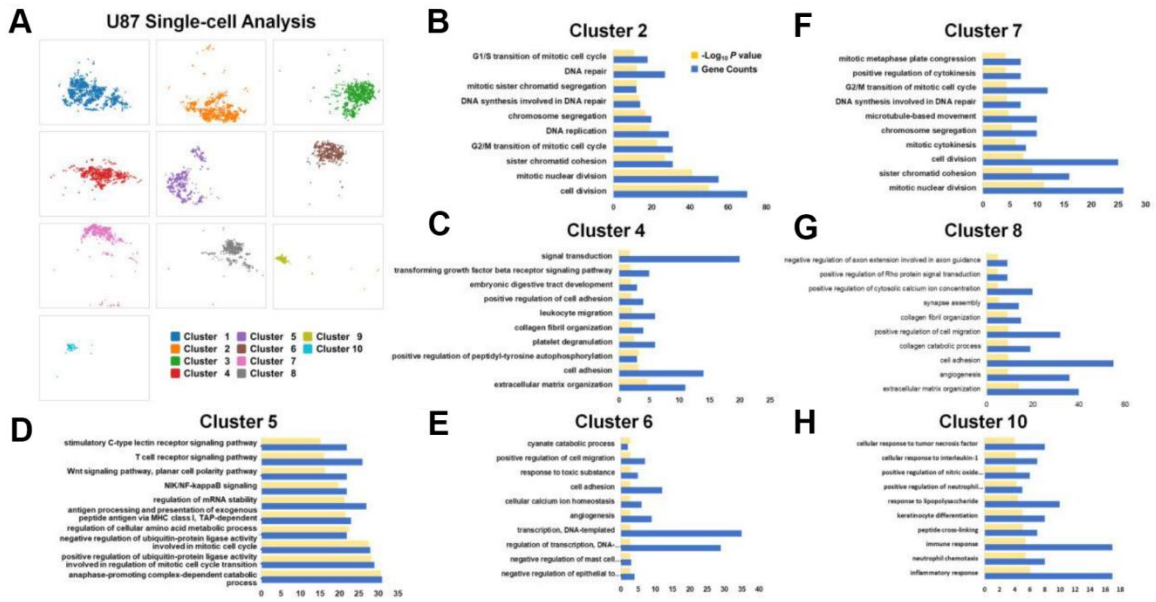 A
U87 Single-cell Analysis
Cluster 1
Cluster 2
Cluster 3
Cluster 4
Cluster 5
Cluster 6
Cluster 7
Cluster 8
Cluster 9
Cluster 10
B
Cluster 2
G1/S transition of mitotic cell cycle
DNA repair
mitotic sister chromatid segregation
DNA synthesis involved in DNA repair
chromosome segregation
DNA replication
G2/M transition of mitotic cell cycle
sister chromatid cohesion
mitotic nuclear division
cell division
-Log10 P value
Gene Counts
0 20 40 60 80
C
Cluster 4
signal transduction
transforming growth factor beta receptor signaling pathway
embryonic digestive tract development
positive regulation of cell adhesion
leukocyte migration
collagen fibril organization
platelet degranulation
positive regulation of peptidyl-tyrosine autophosphorylation
cell adhesion
extracellular matrix organization
0 5 10 15 20 25
D
Cluster 5
stimulatory C-type lectin receptor signaling pathway
T cell receptor signaling pathway
Wnt signaling pathway, planar cell polarity pathway
NIK/NF-kappaB signaling
regulation of mRNA stability
antigen processing and presentation of exogenous
peptide antigen via MHC class I, TAP-dependent
regulation of cellular amino acid metabolic process
negative regulation of ubiquitin-protein ligase activity
involved in mitotic cell cycle
positive regulation of ubiquitin-protein ligase activity
involved in regulation of mitotic cell cycle transition
anaphase-promoting complex-dependent catabolic
process
0 5 10 15 20 25 30 35
E
Cluster 6
cyanate catabolic process
positive regulation of cell migration
response to toxic substance
cell adhesion
cellular calcium ion homeostasis
angiogenesis
transcription, DNA-templated
regulation of transcription, DNA-...
negative regulation of mast cell...
negative regulation of epithelial to...
0 5 10 15 20 25 30 35 40
F
Cluster 7
mitotic metaphase plate congression
positive regulation of cytokinesis
G2/M transition of mitotic cell cycle
DNA synthesis involved in DNA repair
microtubule-based movement
chromosome segregation
mitotic cytokinesis
cell division
sister chromatid cohesion
mitotic nuclear division
0 5 10 15 20 25 30
G
Cluster 8
negative regulation of axon extension involved in axon guidance
positive regulation of Rho protein signal transduction
positive regulation of cytosolic calcium ion concentration
synapse assembly
collagen fibril organization
positive regulation of cell migration
collagen catabolic process
cell adhesion
angiogenesis
extracellular matrix organization
0 20 40 60
H
Cluster 10
cellular response to tumor necrosis factor
cellular response to interleukin-1
positive regulation of nitric oxide...
positive regulation of neutrophil...
response to lipopolysaccharide
keratinocyte differentiation
peptide cross-linking
immune response
neutrophil chemotaxis
inflammatory response
0 2 4 6 8 10 12 14 16 18